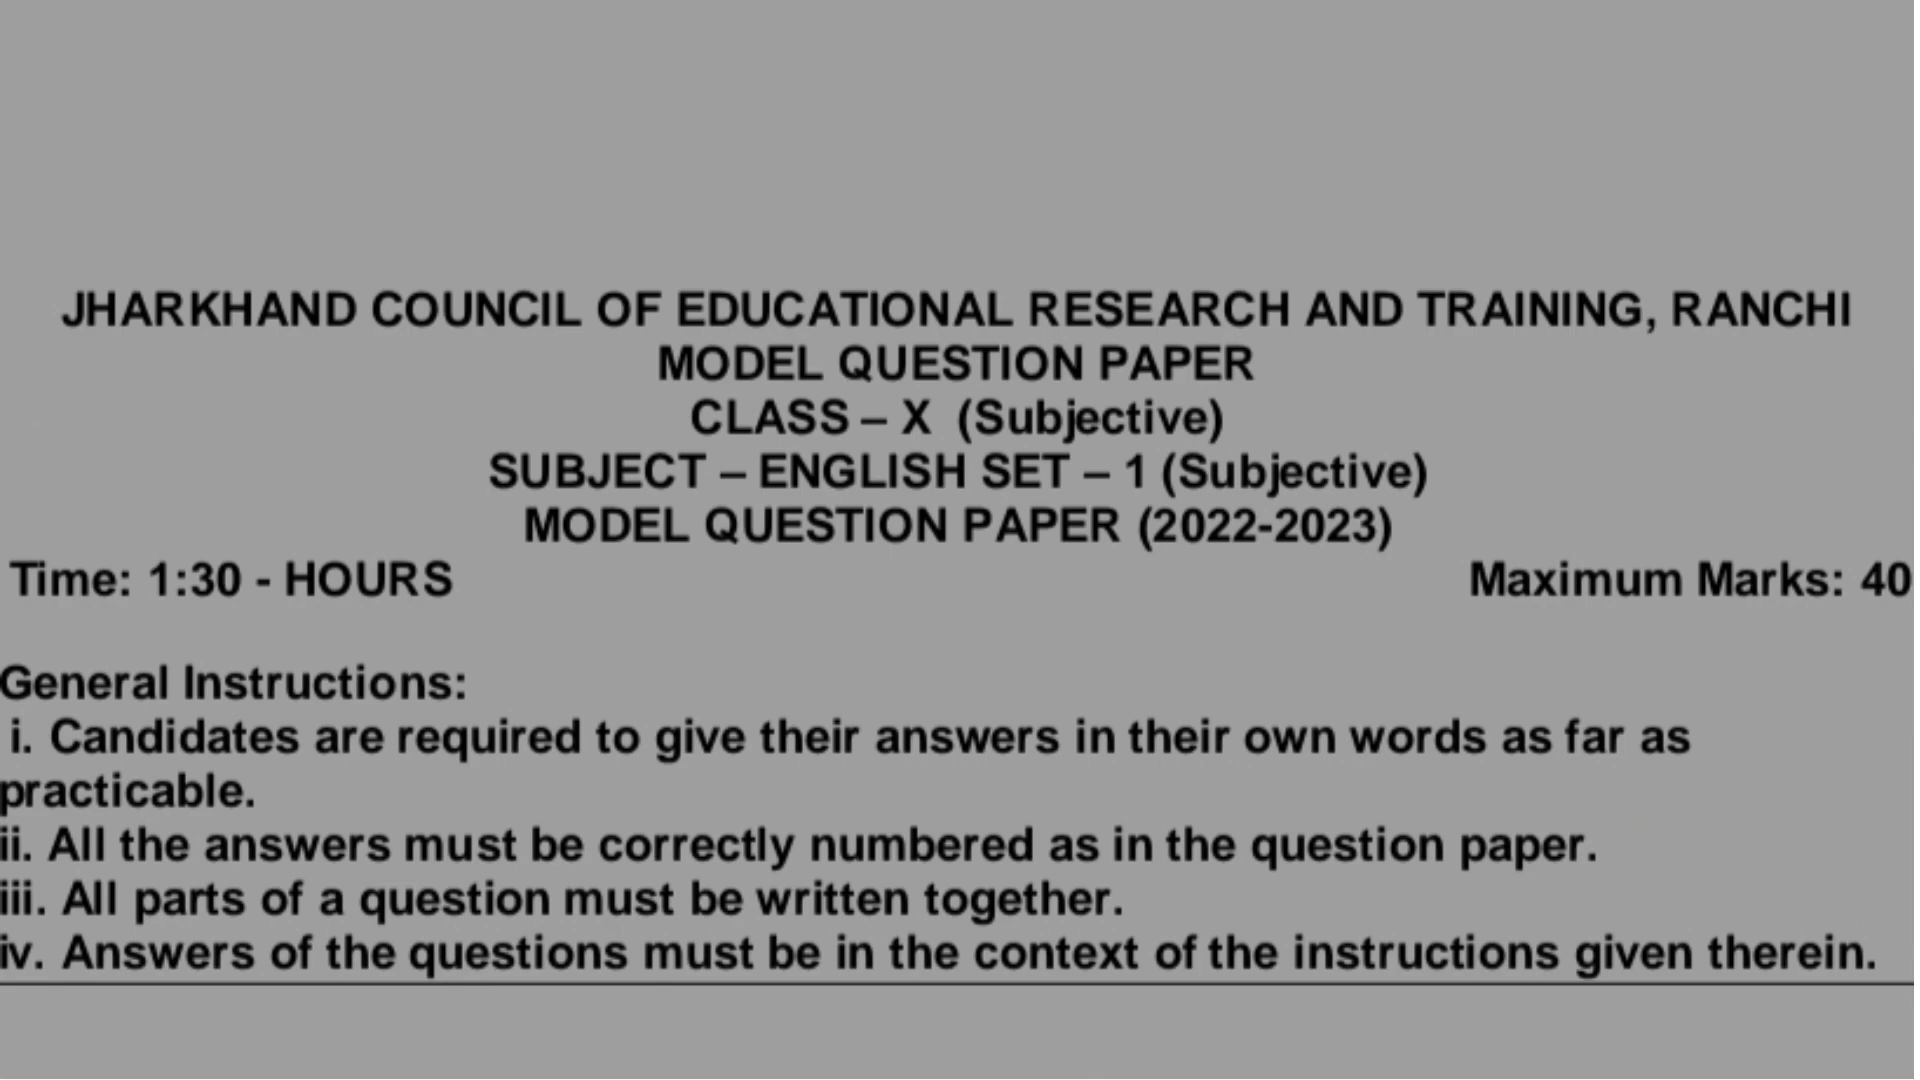 JHARKHAND COUNCIL OF EDUCATIONAL RESEARCH AND TRAINING, RANCHI
MODEL QUESTION PAPER
CLASS – X (Subjective)
SUBJECT – ENGLISH SET – 1 (Subjective)
MODEL QUESTION PAPER (2022-2023)
Time: 1:30 - HOURS Maximum Marks: 40
General Instructions:
i. Candidates are required to give their answers in their own words as far as
practicable.
ii. All the answers must be correctly numbered as in the question paper.
iii. All parts of a question must be written together.
iv. Answers of the questions must be in the context of the instructions given therein.